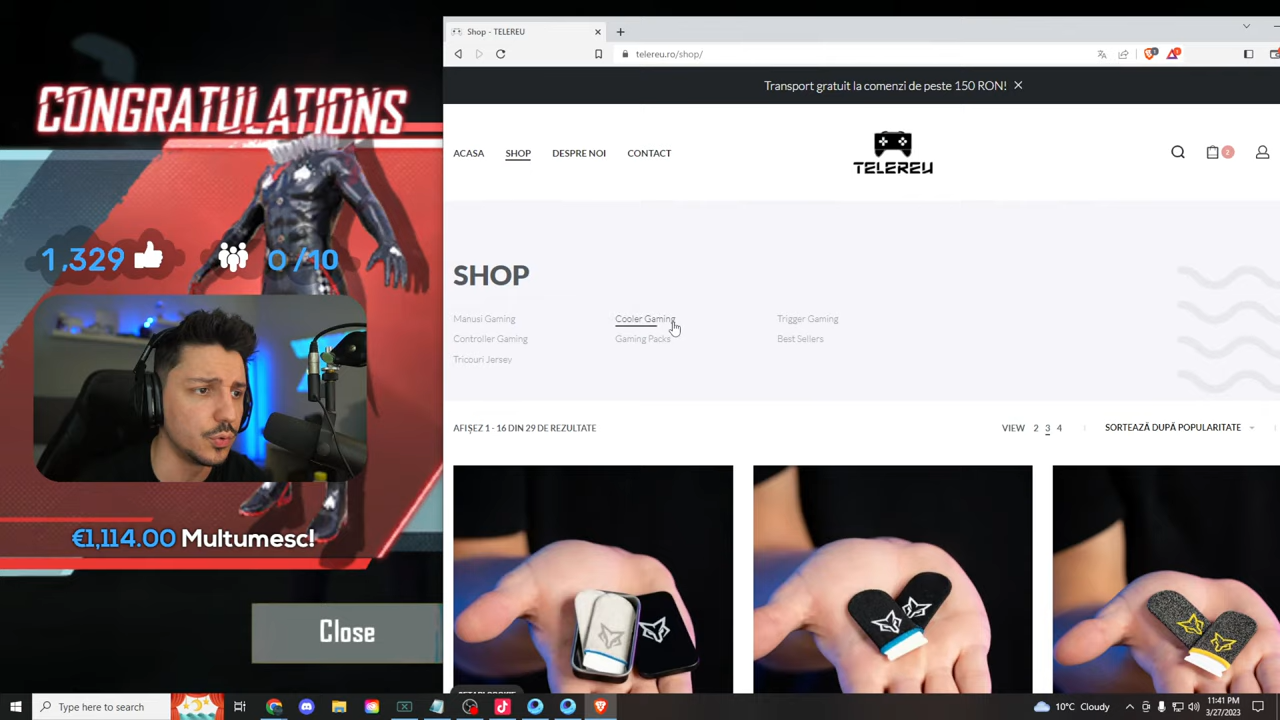 Shop - TELEREU
telereu.ro/shop/
Transport gratuit la comenzi de peste 150 RON!
ACASA
SHOP
DESPRE NOI
CONTACT
TELEREU
2
SHOP
Manusi Gaming
Cooler Gaming
Trigger Gaming
Controller Gaming
Gaming Packs
Best Sellers
Tricouri Jersey
AFIȘEZ 1 - 16 DIN 29 DE REZULTATE
VIEW 2 3 4
SORTEAZĂ DUPĂ POPULARITATE
CONGRATULATIONS
1,329
0 /10
€1,114.00 Multumesc!
Close
Type here to search
10°C Cloudy
11:41 PM
3/27/2023